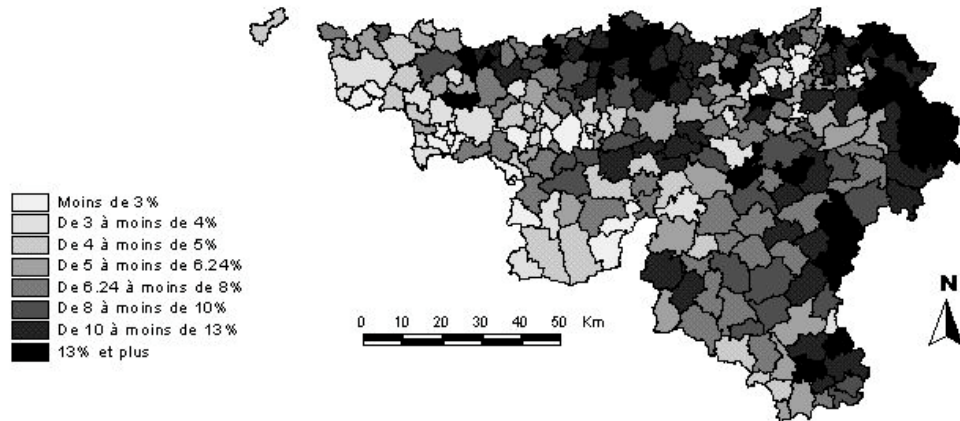 Moins de 3%
De 3 à moins de 4%
De 4 à moins de 5%
De 5 à moins de 6.24%
De 6.24 à moins de 8%
De 8 à moins de 10%
De 10 à moins de 13%
13% et plus
0 10 20 30 40 50 Km
N